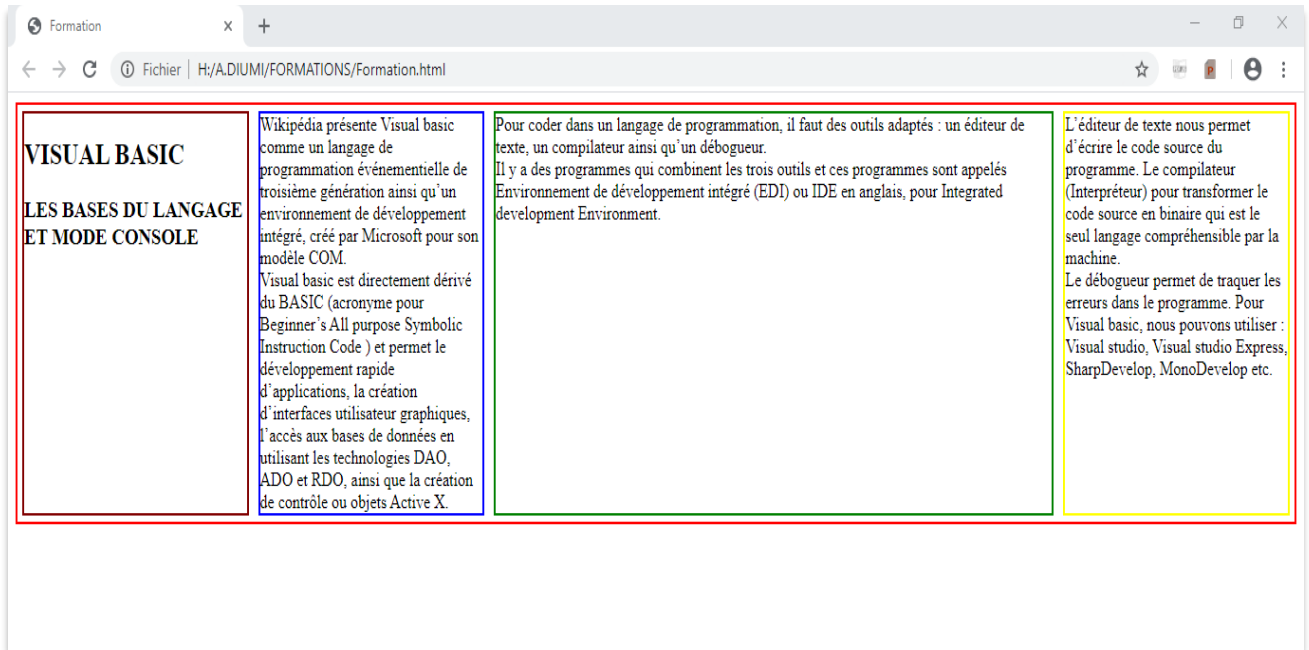 Formation
Fichier | H:/A.DIUMI/FORMATIONS/Formation.html
VISUAL BASIC
LES BASES DU LANGAGE
ET MODE CONSOLE
Wikipédia présente Visual basic
comme un langage de
programmation événementielle de
troisième génération ainsi qu’un
environnement de développement
intégré, créé par Microsoft pour son
modèle COM.
Visual basic est directement dérivé
du BASIC (acronyme pour
Beginner’s All purpose Symbolic
Instruction Code ) et permet le
développement rapide
d’applications, la création
d’interfaces utilisateur graphiques,
l’accès aux bases de données en
utilisant les technologies DAO,
ADO et RDO, ainsi que la création
de contrôle ou objets Active X.
Pour coder dans un langage de programmation, il faut des outils adaptés : un éditeur de
texte, un compilateur ainsi qu’un débogueur.
Il y a des programmes qui combinent les trois outils et ces programmes sont appelés
Environnement de développement intégré (EDI) ou IDE en anglais, pour Integrated
development Environment.
L’éditeur de texte nous permet
d’écrire le code source du
programme. Le compilateur
(Interpréteur) pour transformer le
code source en binaire qui est le
seul langage compréhensible par la
machine.
Le débogueur permet de traquer les
erreurs dans le programme. Pour
Visual basic, nous pouvons utiliser :
Visual studio, Visual studio Express,
SharpDevelop, MonoDevelop etc.